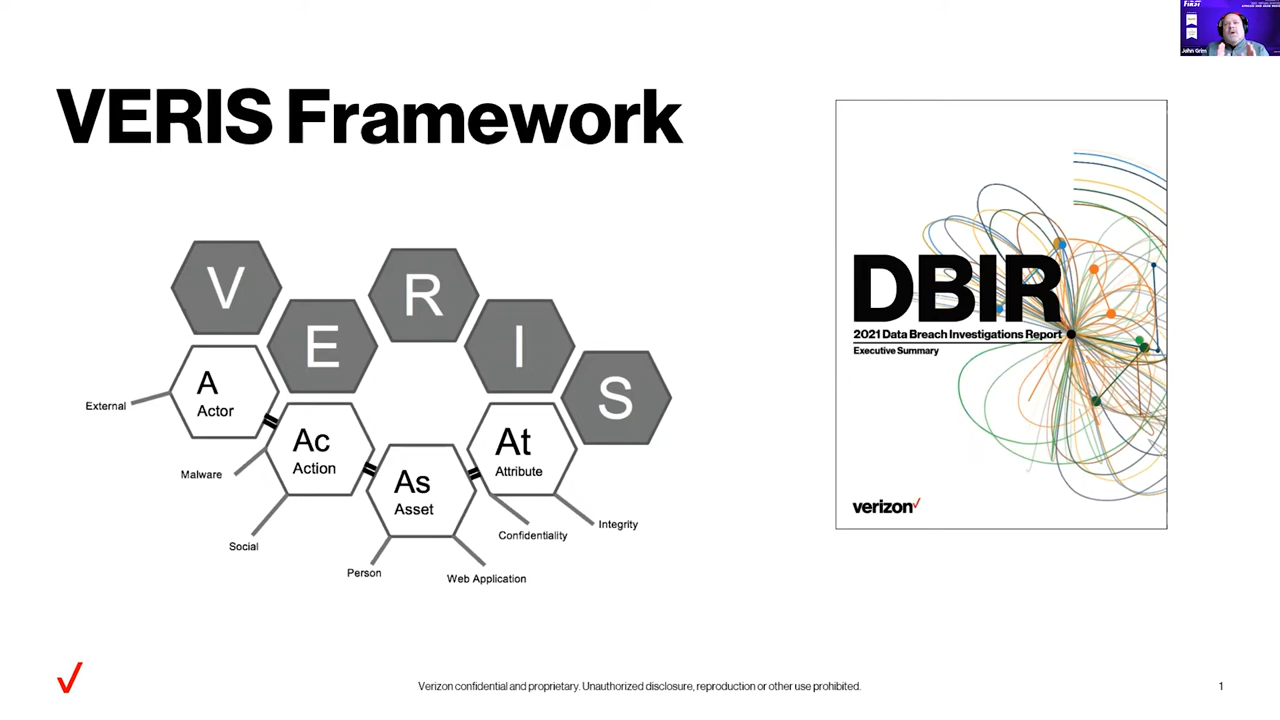 FIRST
John Grim
VERIS Framework
V
E
R
I
S
A
Actor
Ac
Action
As
Asset
At
Attribute
External
Malware
Social
Person
Web Application
Confidentiality
Integrity
DBIR
2021 Data Breach Investigations Report
Executive Summary
verizon✓
Verizon confidential and proprietary. Unauthorized disclosure, reproduction or other use prohibited.
1